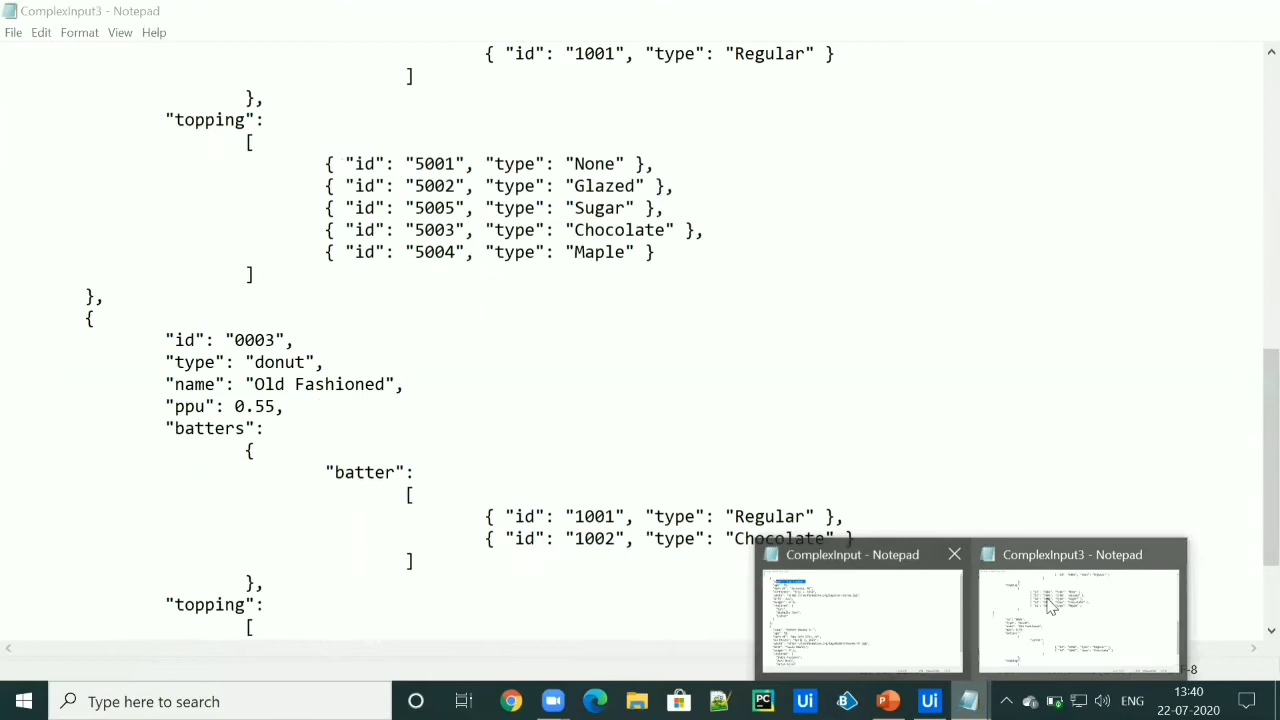 ComplexInput3 - Notepad
File Edit Format View Help
{ "id": "1001", "type": "Regular" }
]
},
"topping":
[
{ "id": "5001", "type": "None" },
{ "id": "5002", "type": "Glazed" },
{ "id": "5005", "type": "Sugar" },
{ "id": "5003", "type": "Chocolate" },
{ "id": "5004", "type": "Maple" }
]
},
{
"id": "0003",
"type": "donut",
"name": "Old Fashioned",
"ppu": 0.55,
"batters":
{
"batter":
[
{ "id": "1001", "type": "Regular" },
{ "id": "1002", "type": "Chocolate" }
]
},
"topping":
[
ComplexInput - Notepad
ComplexInput3 - Notepad
Type here to search
ENG
13:40
22-07-2020